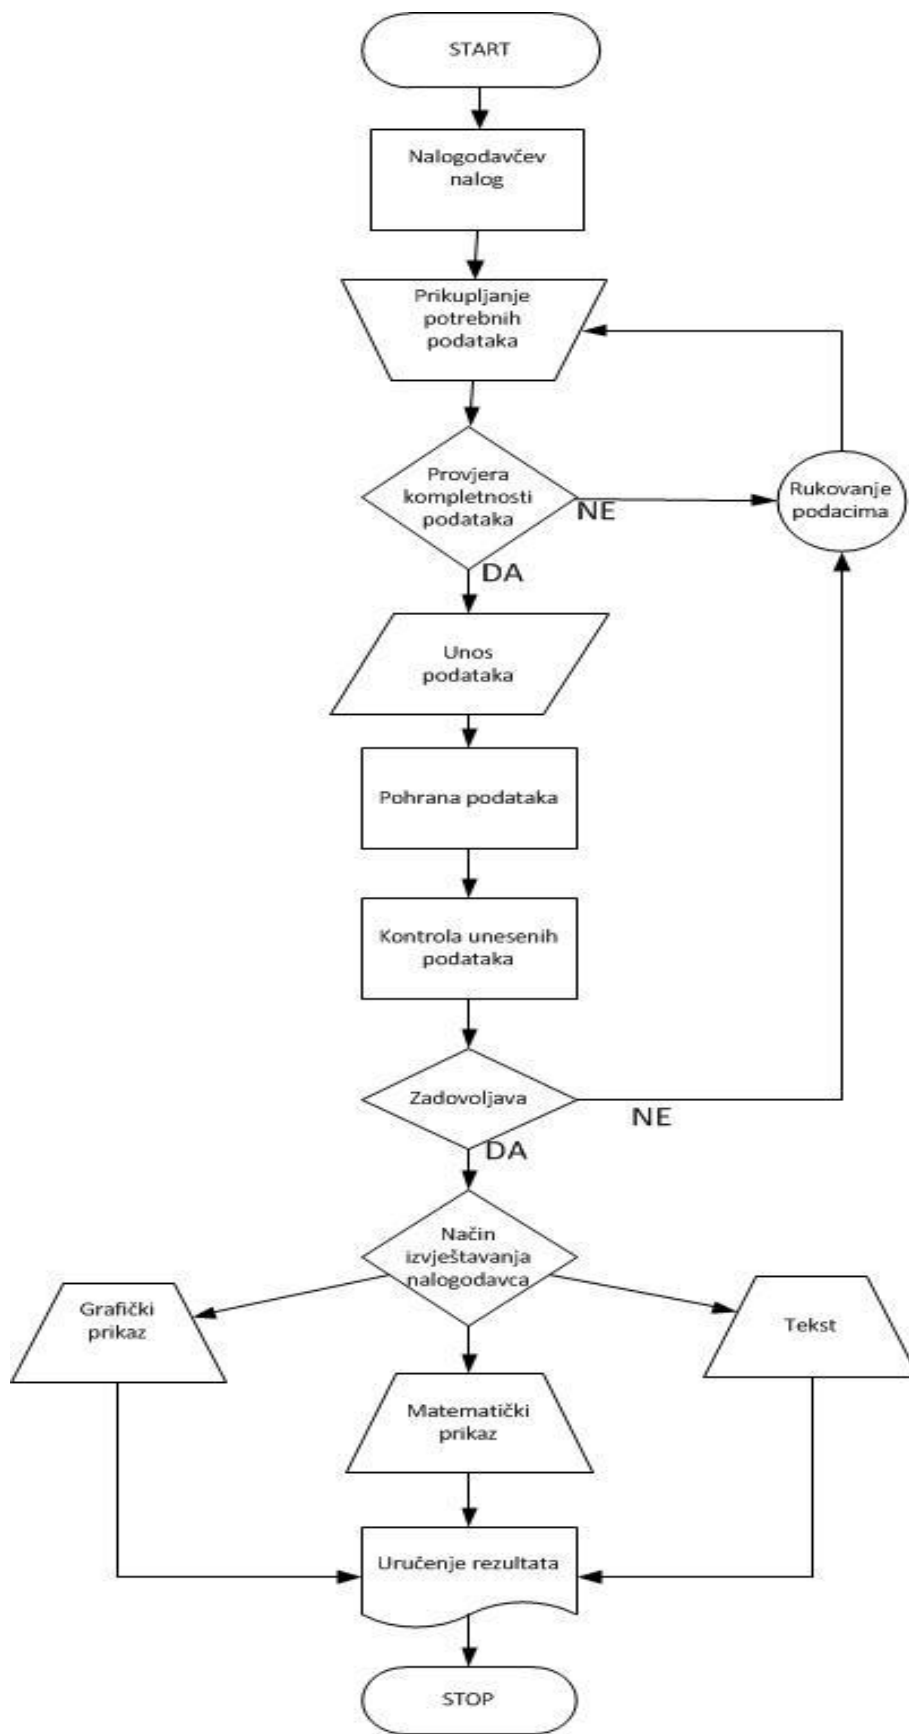 START
Nalogodavčev
nalog
Prikupljanje
potrebnih
podataka
Provjera
kompletnosti
podataka
NE
Rukovanje
podacima
DA
Unos
podataka
Pohrana podataka
Kontrola unesenih
podataka
Zadovoljava
NE
DA
Način
izvještavanja
nalogodavca
Grafički
prikaz
Tekst
Matematički
prikaz
Uručenje rezultata
STOP